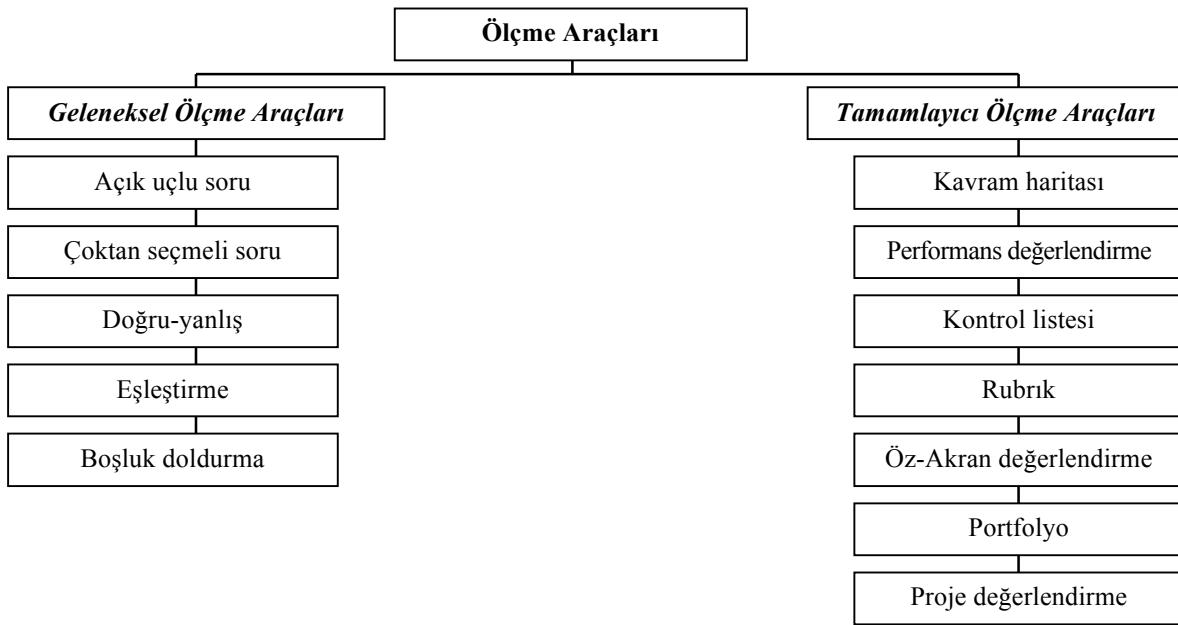 Ölçme Araçları
Geleneksel Ölçme Araçları
Açık uçlu soru
Çoktan seçmeli soru
Doğru-yanlış
Eşleştirme
Boşluk doldurma
Tamamlayıcı Ölçme Araçları
Kavram haritası
Performans değerlendirme
Kontrol listesi
Rubrık
Öz-Akran değerlendirme
Portfolyo
Proje değerlendirme